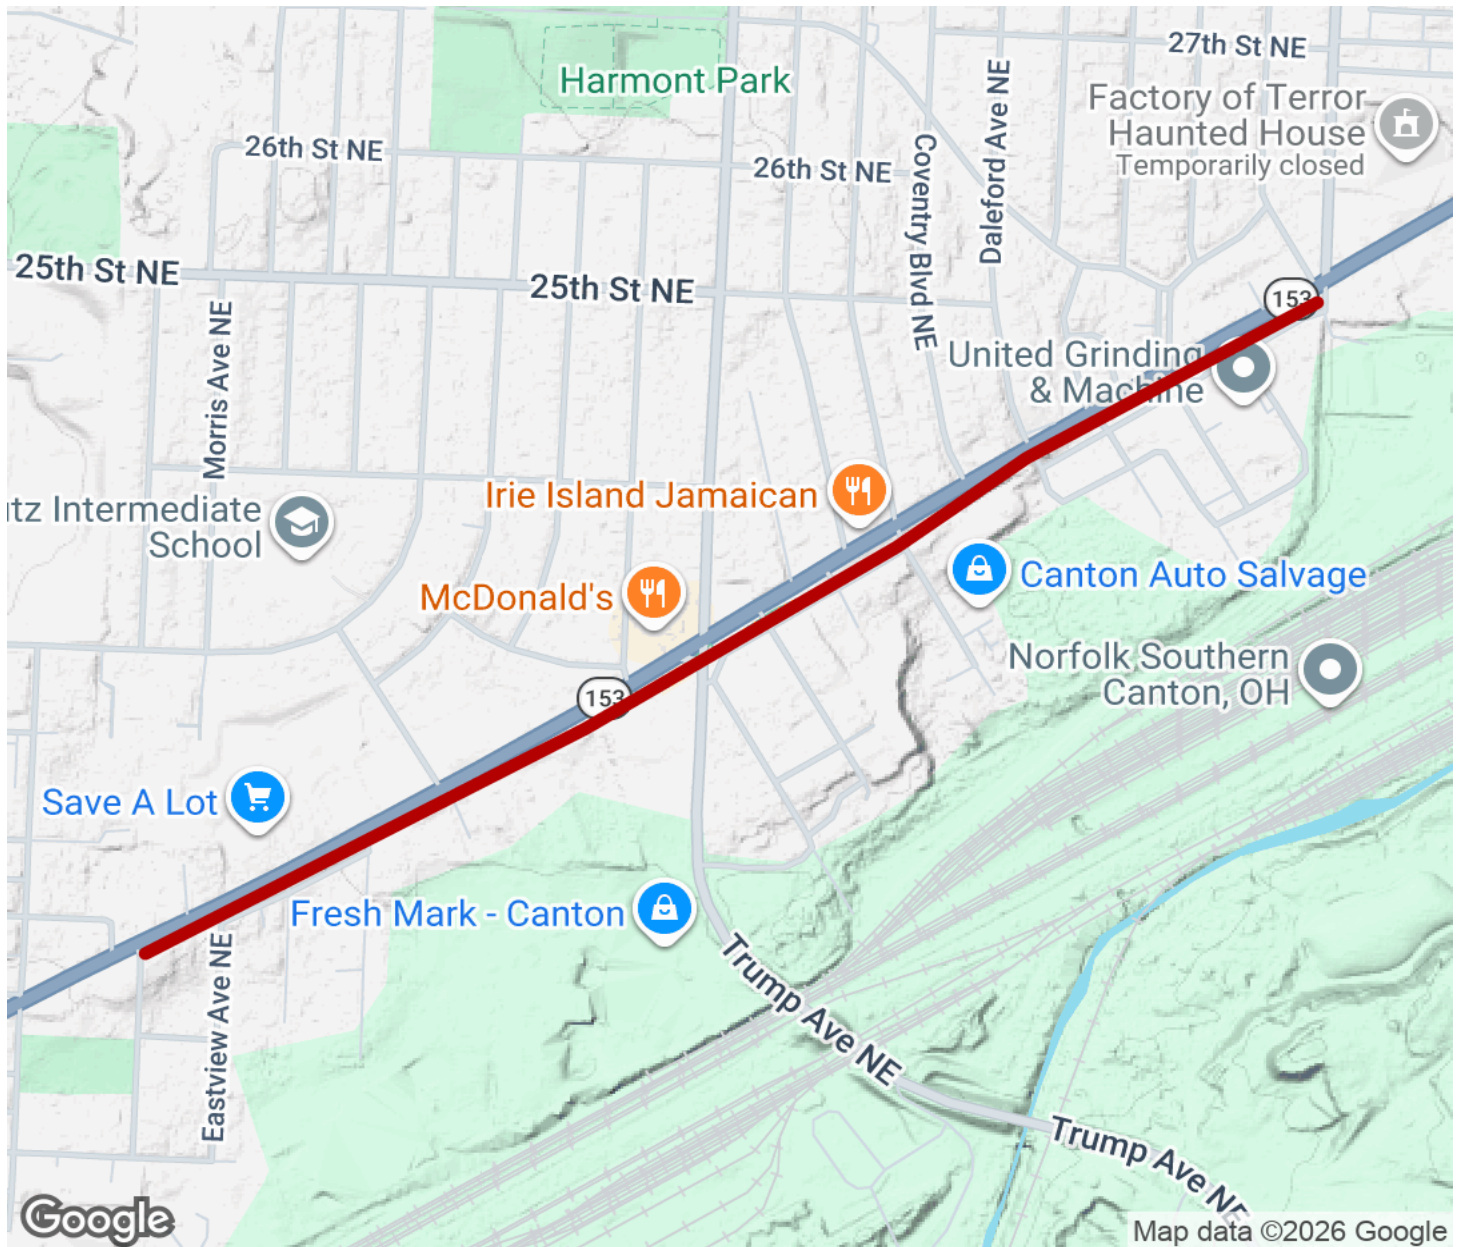 27th St NE
Harmont Park
Daleford Ave NE
Factory of Terror
Haunted House
Temporarily closed
26th St NE
26th St NE
Coventry Blvd NE
25th St NE
25th St NE
153
Morris Ave NE
United Grinding
& Machine
Irie Island Jamaican
tz Intermediate
School
McDonald's
Canton Auto Salvage
Norfolk Southern
Canton, OH
153
Save A Lot
Fresh Mark - Canton
Eastview Ave NE
Trump Ave NE
Trump Ave NE
Google
Map data ©2026 Google